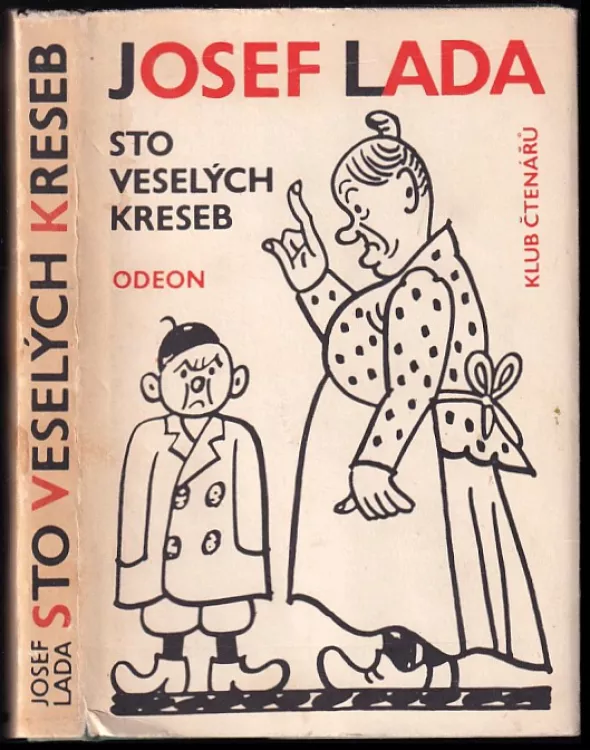 JOSEF LADA
STO
VESELÝCH
KRESEB
ODEON
KLUB ČTENÁŘŮ
JOSEF
LADA
STO VESELÝCH KRESEB